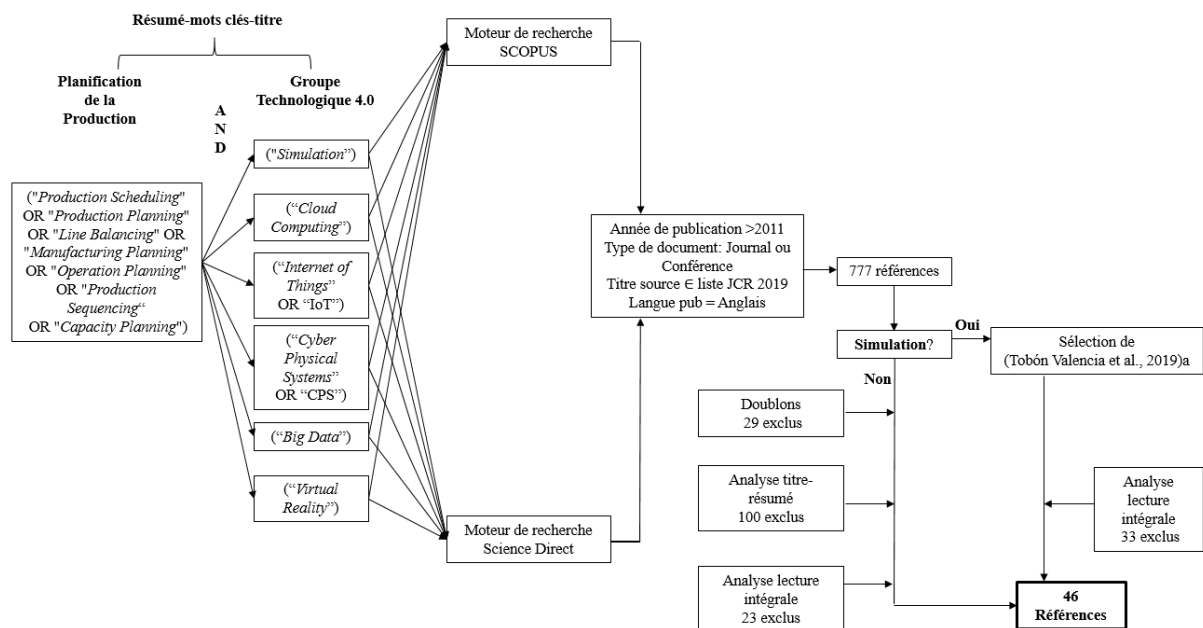 Résumé-mots clés-titre
Planification
de la
Production
A
N
D
Groupe
Technologique 4.0
("Production Scheduling"
OR "Production Planning"
OR "Line Balancing" OR
"Manufacturing Planning"
OR "Operation Planning"
OR "Production
Sequencing“
OR "Capacity Planning")
("Simulation”)
(“Cloud
Computing”)
(“Internet of
Things”
OR “IoT”)
(“Cyber
Physical
Systems”
OR “CPS”)
(“Big Data”)
(“Virtual
Reality”)
Moteur de recherche
SCOPUS
Moteur de recherche
Science Direct
Année de publication >2011
Type de document: Journal ou
Conférence
Titre source ∈ liste JCR 2019
Langue pub = Anglais
777 références
Simulation?
Oui
Non
Sélection de
(Tobón Valencia et al., 2019)a
Doublons
29 exclus
Analyse titre-
résumé
100 exclus
Analyse lecture
intégrale
23 exclus
Analyse
lecture
intégrale
33 exclus
46
Références